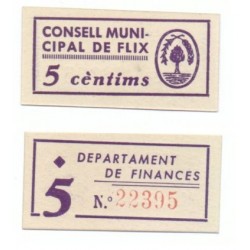 CONSELL MUNI-
CIPAL DE FLIX
5 cèntims
DEPARTAMENT
DE FINANCES
5 N.º 22395